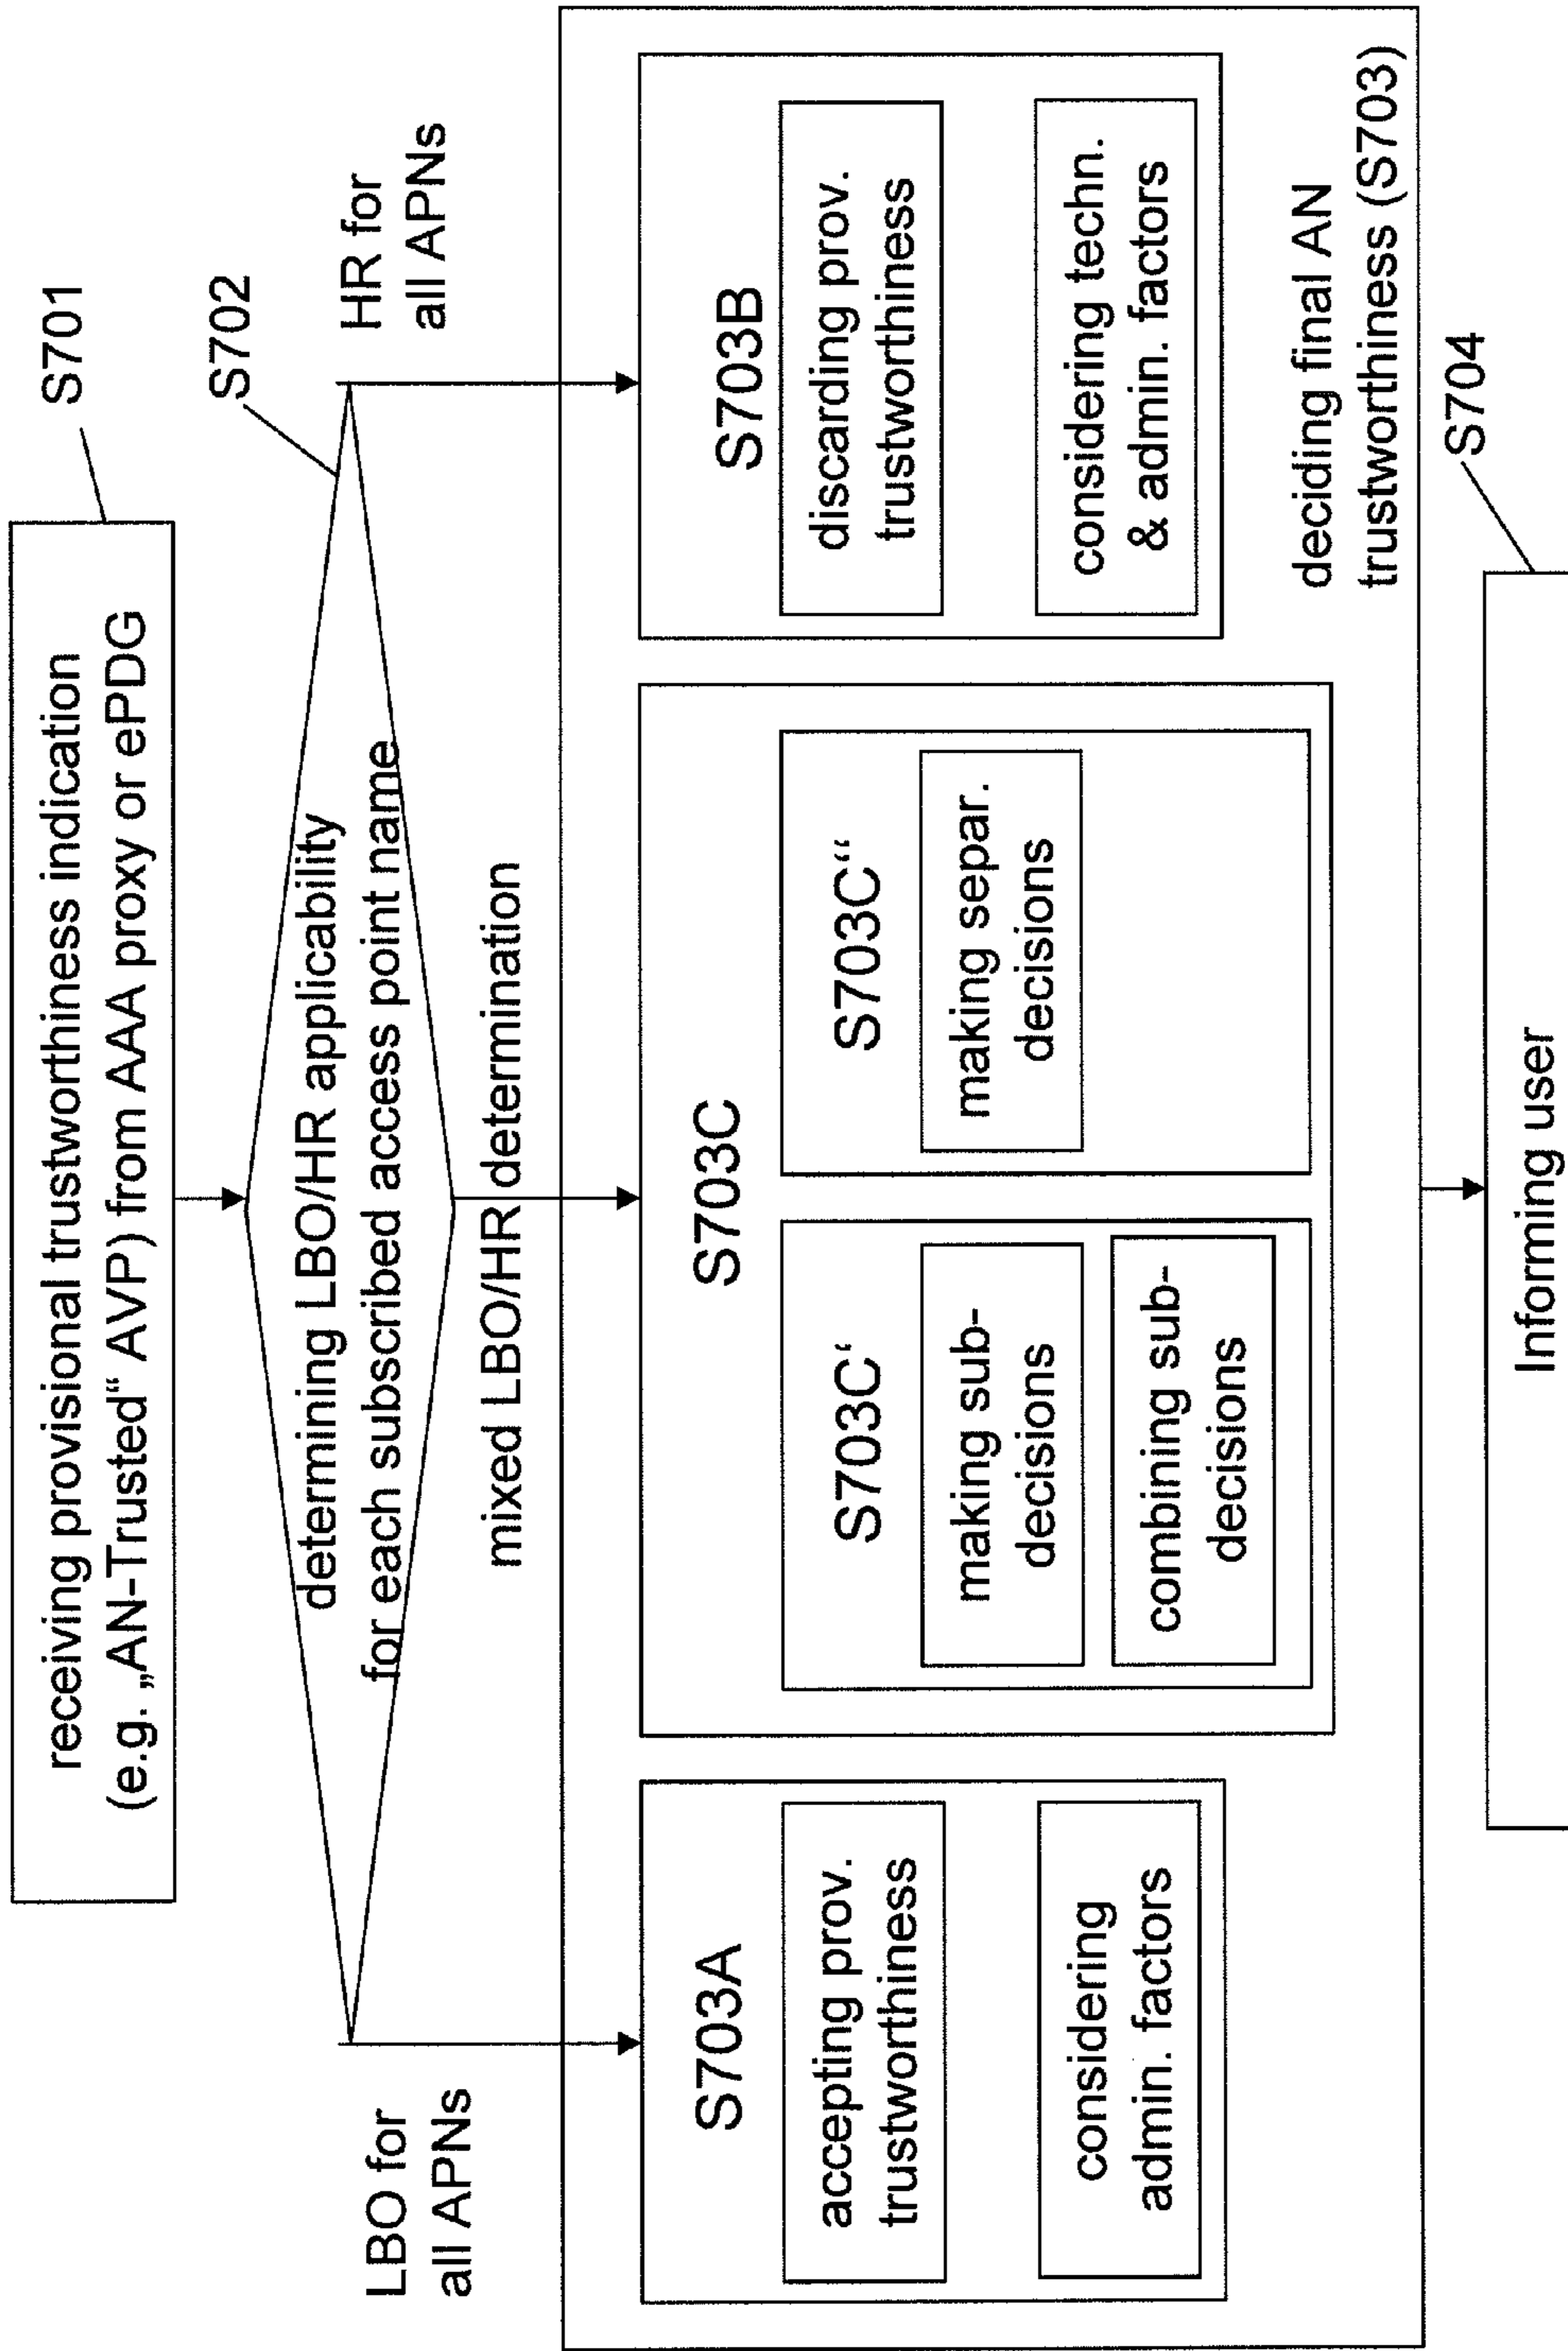 receiving provisional trustworthiness indication
(e.g. „AN-Trusted“ AVP) from AAA proxy or ePDG
S701
S702
determining LBO/HR applicability
for each subscribed access point name
LBO for
all APNs
mixed LBO/HR determination
HR for
all APNs
S703A
accepting prov.
trustworthiness
considering
admin. factors
S703C
S703C‘
making sub-
decisions
combining sub-
decisions
S703C“
making separ.
decisions
S703B
discarding prov.
trustworthiness
considering techn.
& admin. factors
deciding final AN
trustworthiness (S703)
S704
Informing user